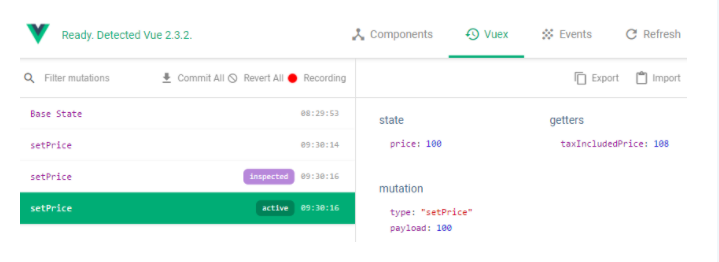 Ready. Detected Vue 2.3.2.
Components
Vuex
Events
Refresh
Filter mutations
Commit All
Revert All
Recording
Export
Import
Base State 08:29:53
setPrice 09:30:14
setPrice inspected 09:30:16
setPrice active 09:30:16
state
price: 100
getters
taxIncludedPrice: 108
mutation
type: "setPrice"
payload: 100